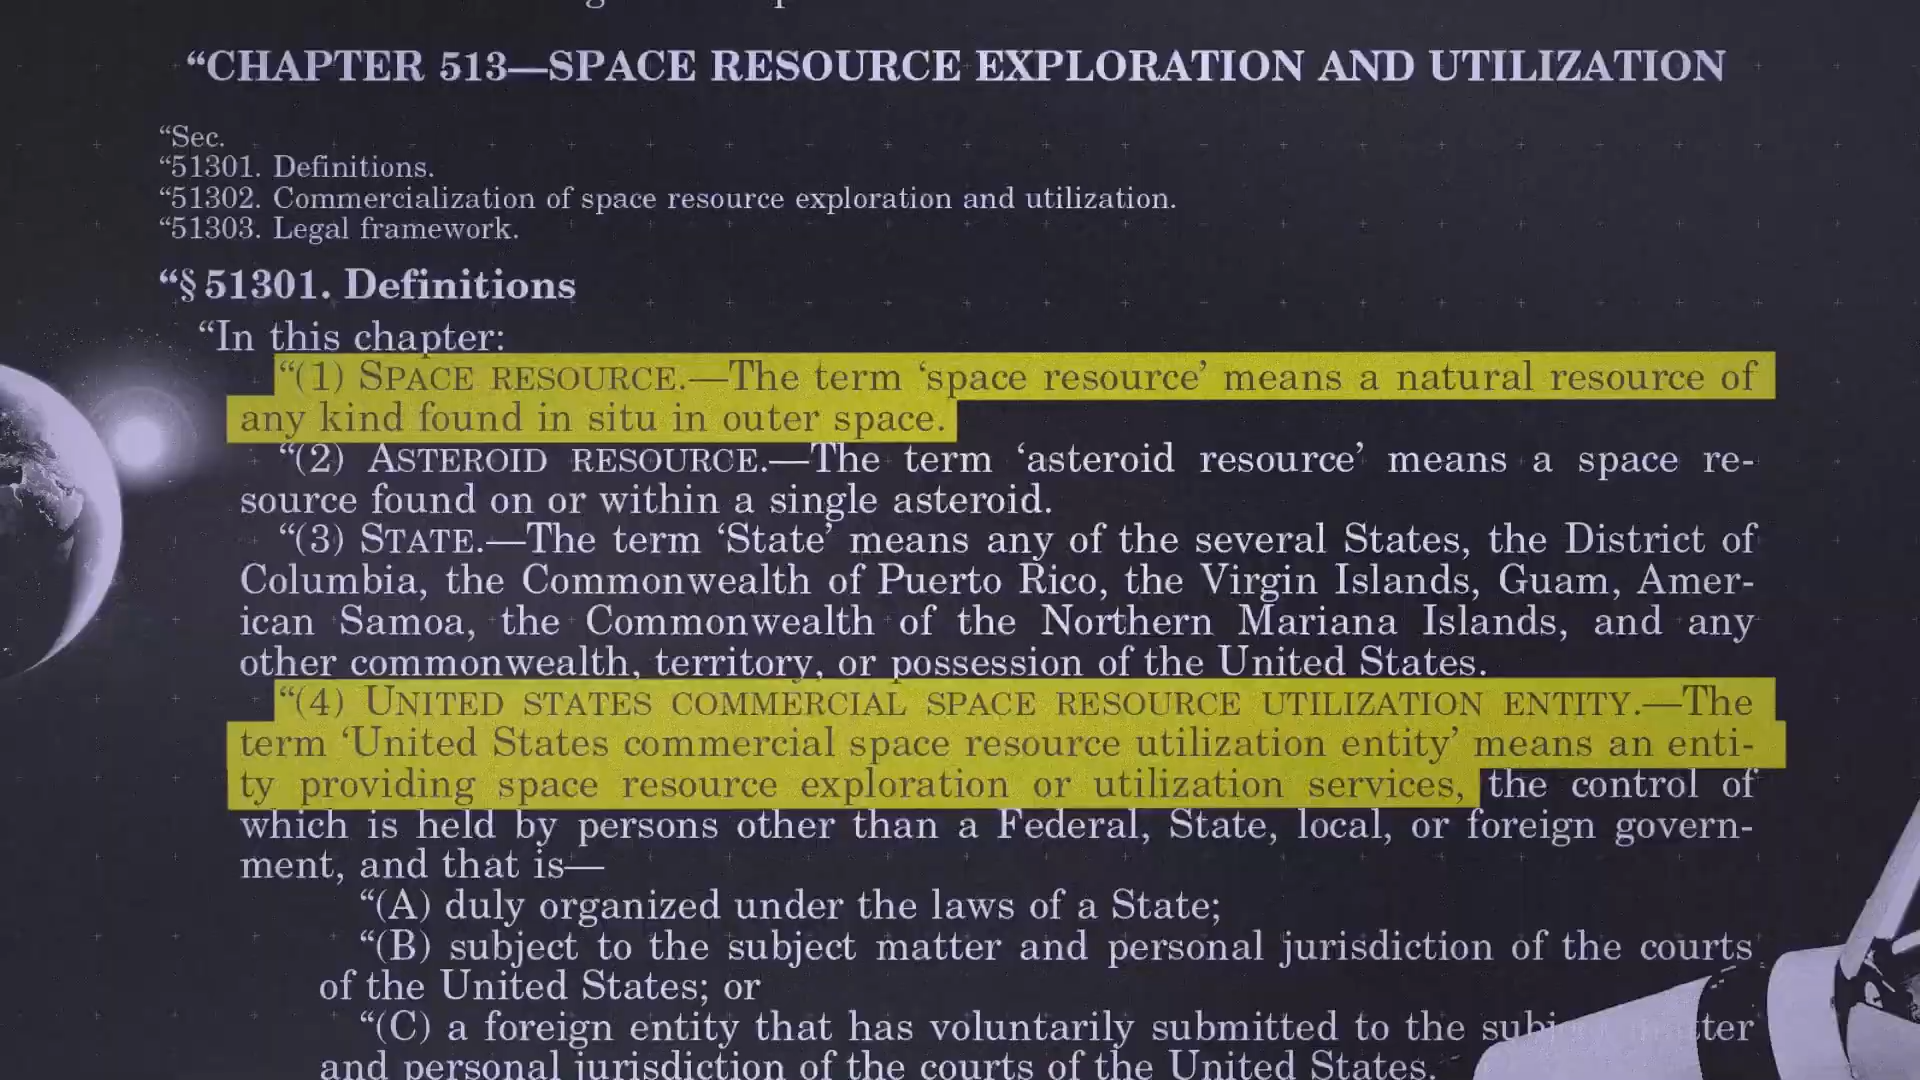 “CHAPTER 513—SPACE RESOURCE EXPLORATION AND UTILIZATION
“Sec.
“51301. Definitions.
“51302. Commercialization of space resource exploration and utilization.
“51303. Legal framework.
“§ 51301. Definitions
“In this chapter:
“(1) SPACE RESOURCE.—The term ‘space resource’ means a natural resource of
any kind found in situ in outer space.
“(2) ASTEROID RESOURCE.—The term ‘asteroid resource’ means a space re-
source found on or within a single asteroid.
“(3) STATE.—The term ‘State’ means any of the several States, the District of
Columbia, the Commonwealth of Puerto Rico, the Virgin Islands, Guam, Amer-
ican Samoa, the Commonwealth of the Northern Mariana Islands, and any
other commonwealth, territory, or possession of the United States.
“(4) UNITED STATES COMMERCIAL SPACE RESOURCE UTILIZATION ENTITY.—The
term ‘United States commercial space resource utilization entity’ means an enti-
ty providing space resource exploration or utilization services, the control of
which is held by persons other than a Federal, State, local, or foreign govern-
ment, and that is—
“(A) duly organized under the laws of a State;
“(B) subject to the subject matter and personal jurisdiction of the courts
of the United States; or
“(C) a foreign entity that has voluntarily submitted to the subject matter
and personal jurisdiction of the courts of the United States.